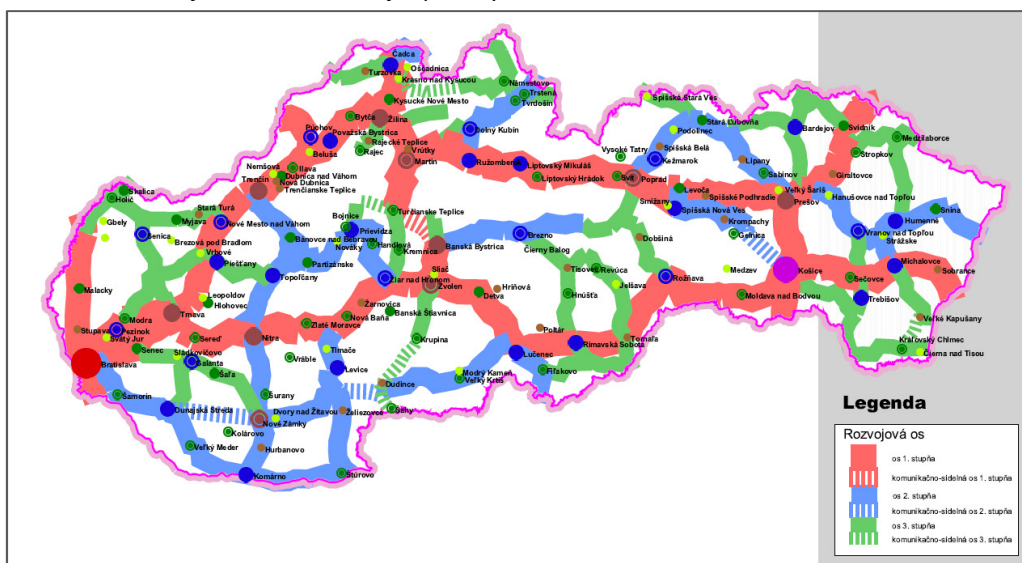 Čadca
Oščadnica
Turzovka
Krásno nad Kysucou
Námestovo
Trstená
Tvrdošín
Kysucké Nové Mesto
Spišská Stará Ves
Stará Ľubovňa
Bardejov
Svidník
Medzilaborce
Bytča
Žilina
Podolínec
Púchov
Považská Bystrica
Dolný Kubín
Stropkov
Rajecké Teplice
Rajec
Vrútky
Martin
Vysoké Tatry
Spišská Belá
Kežmarok
Lipany
Beluša
Ružomberok
Liptovský Mikuláš
Sabinov
Giraltovce
Nemšová
Ilava
Dubnica nad Váhom
Nová Dubnica
Trenčín
Trenčianske Teplice
Liptovský Hrádok
Svit
Poprad
Levoča
Veľký Šariš
Hanušovce nad Topľou
Skalica
Holíč
Spišské Podhradie
Prešov
Smižany
Spišská Nová Ves
Snina
Stará Turá
Bojnice
Turčianske Teplice
Humenné
Gbely
Myjava
Nové Mesto nad Váhom
Krompachy
Senica
Prievidza
Vranov nad Topľou
Brezno
Gelnica
Strážske
Brezová pod Bradlom
Bánovce nad Bebravou
Nováky
Handlová
Banská Bystrica
Dobšiná
Vrbové
Kremnica
Čierny Balog
Piešťany
Partizánske
Michalovce
Topoľčany
Sliač
Tisovec
Revúca
Medzev
Košice
Sobrance
Rožňava
Sečovce
Žiar nad Hronom
Zvolen
Jelšava
Malacky
Hriňová
Detva
Hnúšťa
Leopoldov
Hlohovec
Moldava nad Bodvou
Trebišov
Žarnovica
Banská Štiavnica
Trnava
Modra
Nová Baňa
Veľké Kapušany
Zlaté Moravce
Stupava
Pezinok
Poltár
Svätý Jur
Sereď
Nitra
Krupina
Tornaľa
Kráľovský Chlmec
Senec
Rimavská Sobota
Čierna nad Tisou
Sládkovičovo
Galanta
Vráble
Tlmače
Lučenec
Bratislava
Šaľa
Levice
Modrý Kameň
Veľký Krtíš
Fiľakovo
Dudince
Šamorín
Šurany
Dunajská Streda
Dvory nad Žitavou
Želiezovce
Šahy
Nové Zámky
Kolárovo
Veľký Meder
Hurbanovo
Komárno
Štúrovo
Legenda
Rozvojová os
os 1. stupňa
komunikačno-sídelná os 1. stupňa
os 2. stupňa
komunikačno-sídelná os 2. stupňa
os 3. stupňa
komunikačno-sídelná os 3. stupňa